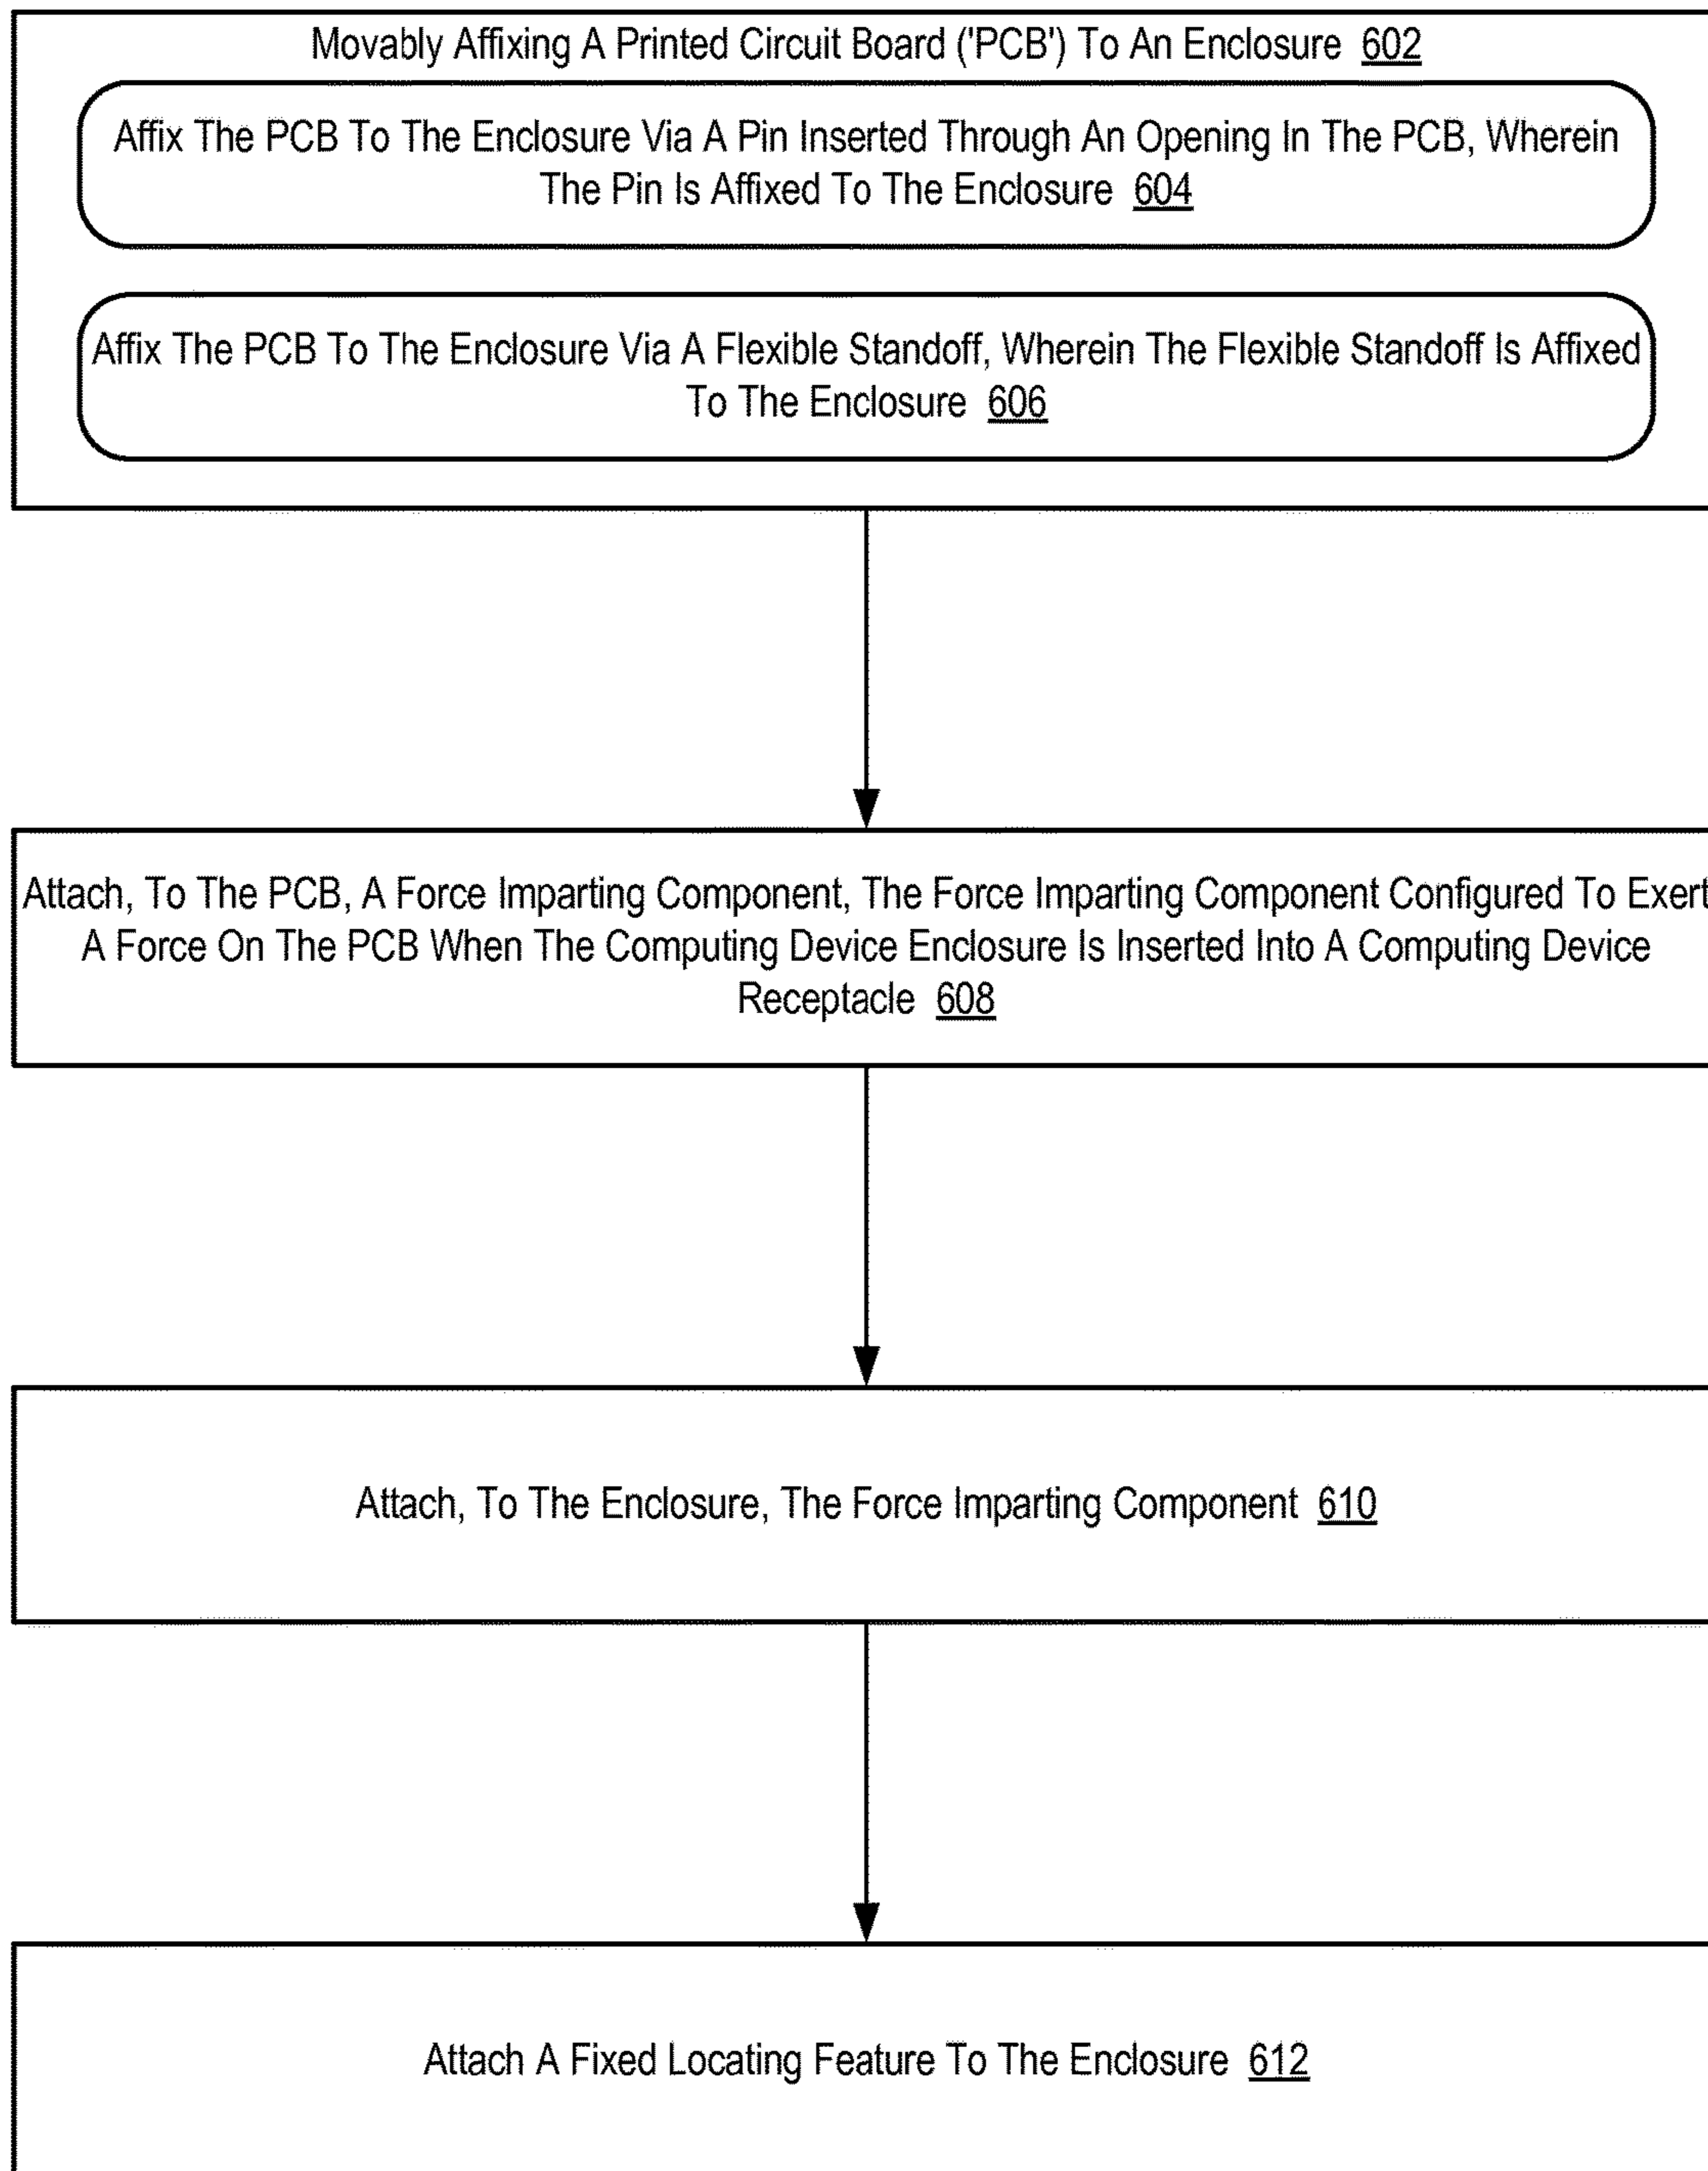 Movably Affixing A Printed Circuit Board ('PCB') To An Enclosure 602
Affix The PCB To The Enclosure Via A Pin Inserted Through An Opening In The PCB, Wherein
The Pin Is Affixed To The Enclosure 604
Affix The PCB To The Enclosure Via A Flexible Standoff, Wherein The Flexible Standoff Is Affixed
To The Enclosure 606
Attach, To The PCB, A Force Imparting Component, The Force Imparting Component Configured To Exert
A Force On The PCB When The Computing Device Enclosure Is Inserted Into A Computing Device
Receptacle 608
Attach, To The Enclosure, The Force Imparting Component 610
Attach A Fixed Locating Feature To The Enclosure 612